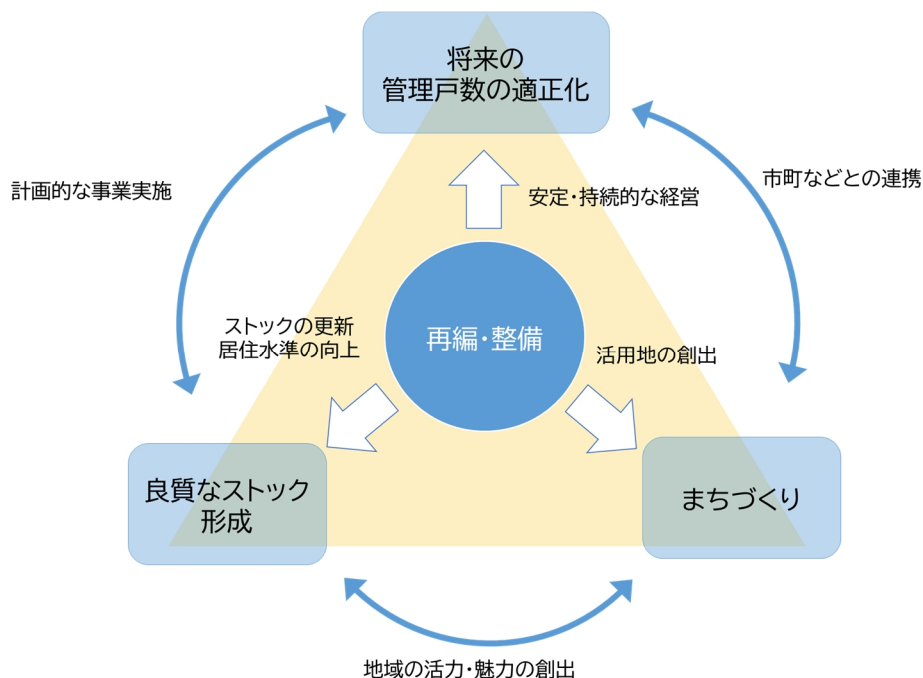 将来の
管理戸数の適正化
計画的な事業実施
市町などとの連携
安定・持続的な経営
ストックの更新
居住水準の向上
再編・整備
活用地の創出
良質なストック
形成
まちづくり
地域の活力・魅力の創出